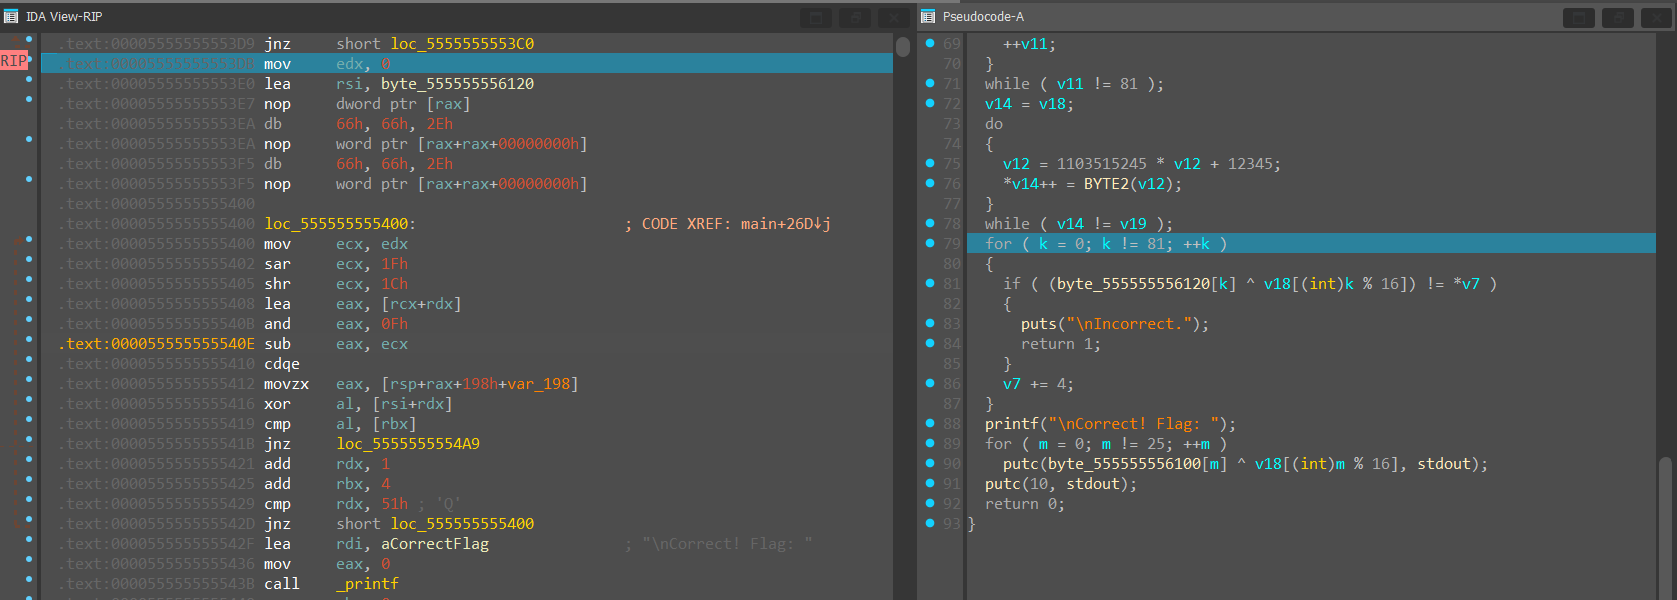 IDA View-RIP
.text:00005555555553D9 jnz short loc_5555555553C0
RIP .text:00005555555553DB mov edx, 0
.text:00005555555553E0 lea rsi, byte_555555556120
.text:00005555555553E7 nop dword ptr [rax]
.text:00005555555553EA db 66h, 66h, 2Eh
.text:00005555555553EA nop word ptr [rax+rax+00000000h]
.text:00005555555553F5 db 66h, 66h, 2Eh
.text:00005555555553F5 nop word ptr [rax+rax+00000000h]
.text:0000555555555400
.text:0000555555555400 loc_555555555400: ; CODE XREF: main+26D↓j
.text:0000555555555400 mov ecx, edx
.text:0000555555555402 sar ecx, 1Fh
.text:0000555555555405 shr ecx, 1Ch
.text:0000555555555408 lea eax, [rcx+rdx]
.text:000055555555540B and eax, 0Fh
.text:000055555555540E sub eax, ecx
.text:0000555555555410 cdqe
.text:0000555555555412 movzx eax, [rsp+rax+198h+var_198]
.text:0000555555555416 xor al, [rsi+rdx]
.text:0000555555555419 cmp al, [rbx]
.text:000055555555541B jnz loc_5555555554A9
.text:0000555555555421 add rdx, 1
.text:0000555555555425 add rbx, 4
.text:0000555555555429 cmp rdx, 51h ; 'Q'
.text:000055555555542D jnz short loc_555555555400
.text:000055555555542F lea rdi, aCorrectFlag ; "\nCorrect! Flag: "
.text:0000555555555436 mov eax, 0
.text:000055555555543B call _printf
Pseudocode-A
69 ++v11;
70 }
71 while ( v11 != 81 );
72 v14 = v18;
73 do
74 {
75 v12 = 1103515245 * v12 + 12345;
76 *v14++ = BYTE2(v12);
77 }
78 while ( v14 != v19 );
79 for ( k = 0; k != 81; ++k )
80 {
81 if ( (byte_555555556120[k] ^ v18[(int)k % 16]) != *v7 )
82 {
83 puts("\nIncorrect.");
84 return 1;
85 }
86 v7 += 4;
87 }
88 printf("\nCorrect! Flag: ");
89 for ( m = 0; m != 25; ++m )
90 putc(byte_555555556100[m] ^ v18[(int)m % 16], stdout);
91 putc(10, stdout);
92 return 0;
93 }